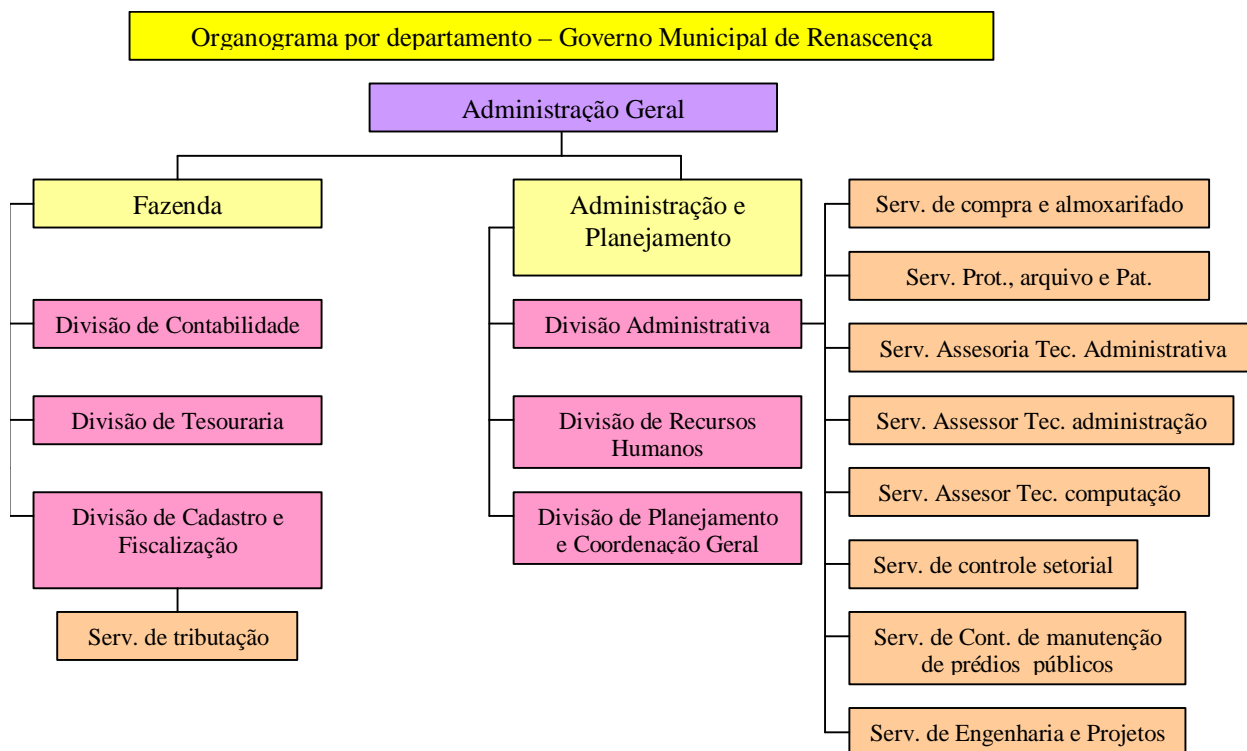 Organograma por departamento – Governo Municipal de Renascença
Administração Geral
Fazenda
Divisão de Contabilidade
Divisão de Tesouraria
Divisão de Cadastro e
Fiscalização
Serv. de tributação
Administração e
Planejamento
Divisão Administrativa
Divisão de Recursos
Humanos
Divisão de Planejamento
e Coordenação Geral
Serv. de compra e almoxarifado
Serv. Prot., arquivo e Pat.
Serv. Assesoria Tec. Administrativa
Serv. Assessor Tec. administração
Serv. Assesor Tec. computação
Serv. de controle setorial
Serv. de Cont. de manutenção
de prédios públicos
Serv. de Engenharia e Projetos